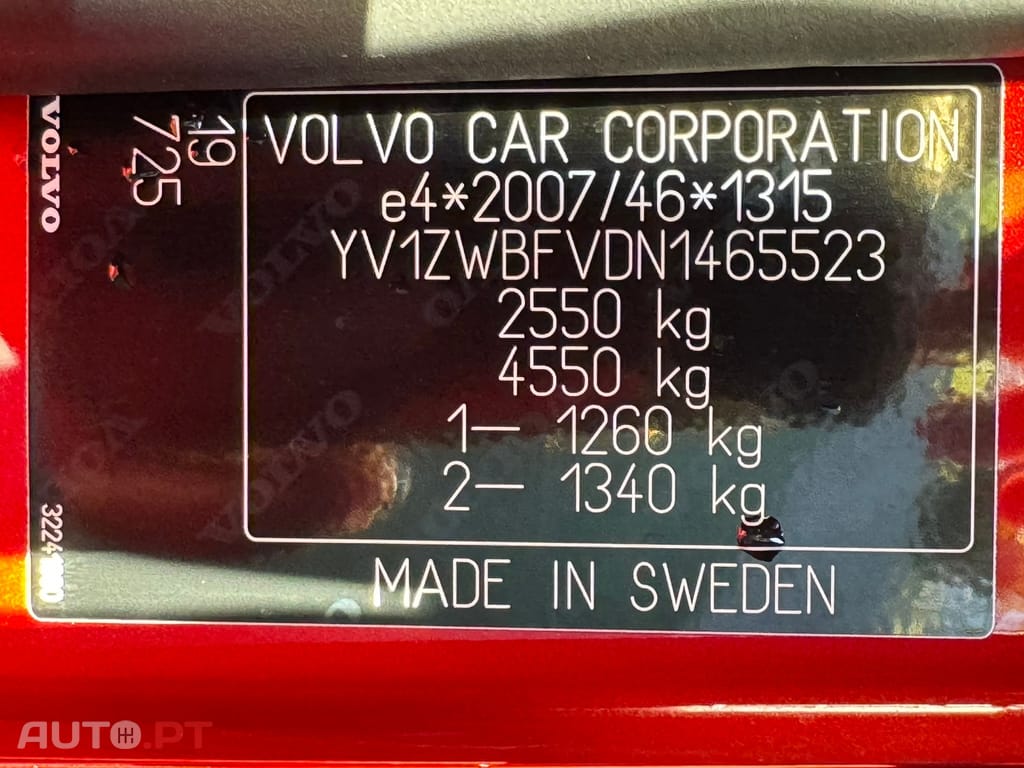 VOLVO
19
725
VOLVO CAR CORPORATION
e4*2007/46*1315
YV1ZWBFVDN1465523
2550 kg
4550 kg
1— 1260 kg
2— 1340 kg
MADE IN SWEDEN
AUTO.PT